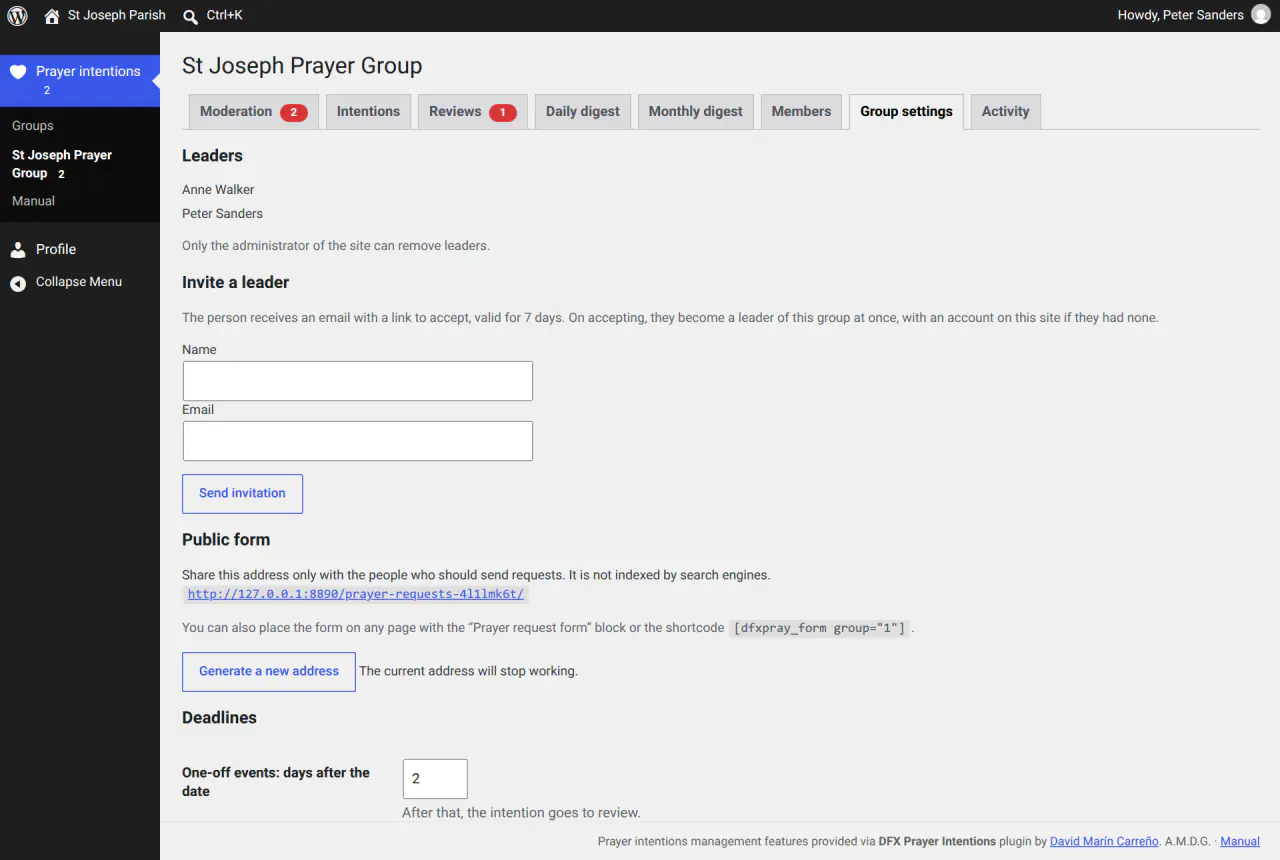 St Joseph Parish Ctrl+K Howdy, Peter Sanders
Prayer intentions
2
Groups
St Joseph Prayer
Group 2
Manual
Profile
Collapse Menu
St Joseph Prayer Group
Moderation 2 Intentions Reviews 1 Daily digest Monthly digest Members Group settings Activity
Leaders
Anne Walker
Peter Sanders
Only the administrator of the site can remove leaders.
Invite a leader
The person receives an email with a link to accept, valid for 7 days. On accepting, they become a leader of this group at once, with an account on this site if they had none.
Name
Email
Send invitation
Public form
Share this address only with the people who should send requests. It is not indexed by search engines.
http://127.0.0.1:8890/prayer-requests-4l1lmk6t/
You can also place the form on any page with the “Prayer request form” block or the shortcode [dfxpray_form group="1"] .
Generate a new address The current address will stop working.
Deadlines
One-off events: days after the
date
2
After that, the intention goes to review.
Prayer intentions management features provided via DFX Prayer Intentions plugin by David Marín Carreño. A.M.D.G. · Manual